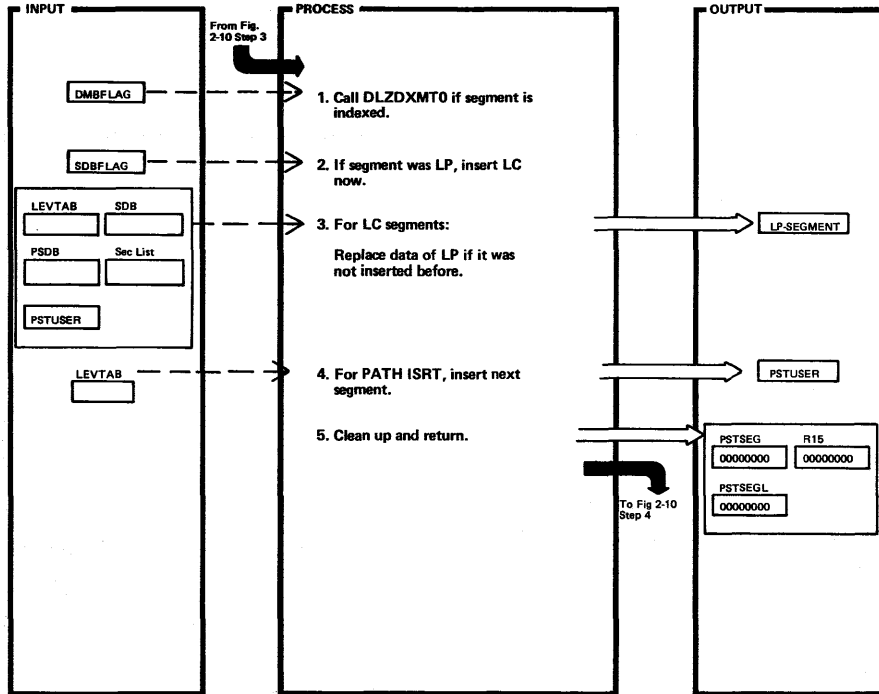 INPUT
PROCESS
OUTPUT
From Fig.
2-10 Step 3
DMBFLAG
1. Call DLZDXMT0 if segment is
indexed.
SDBFLAG
2. If segment was LP, insert LC
now.
LEVTAB SDB
PSDB Sec List
PSTUSER
3. For LC segments:
Replace data of LP if it was
not inserted before.
LP-SEGMENT
LEVTAB
4. For PATH ISRT, insert next
segment.
PSTUSER
5. Clean up and return.
PSTSEG R15
00000000 00000000
PSTSEGL
00000000
To Fig 2-10
Step 4